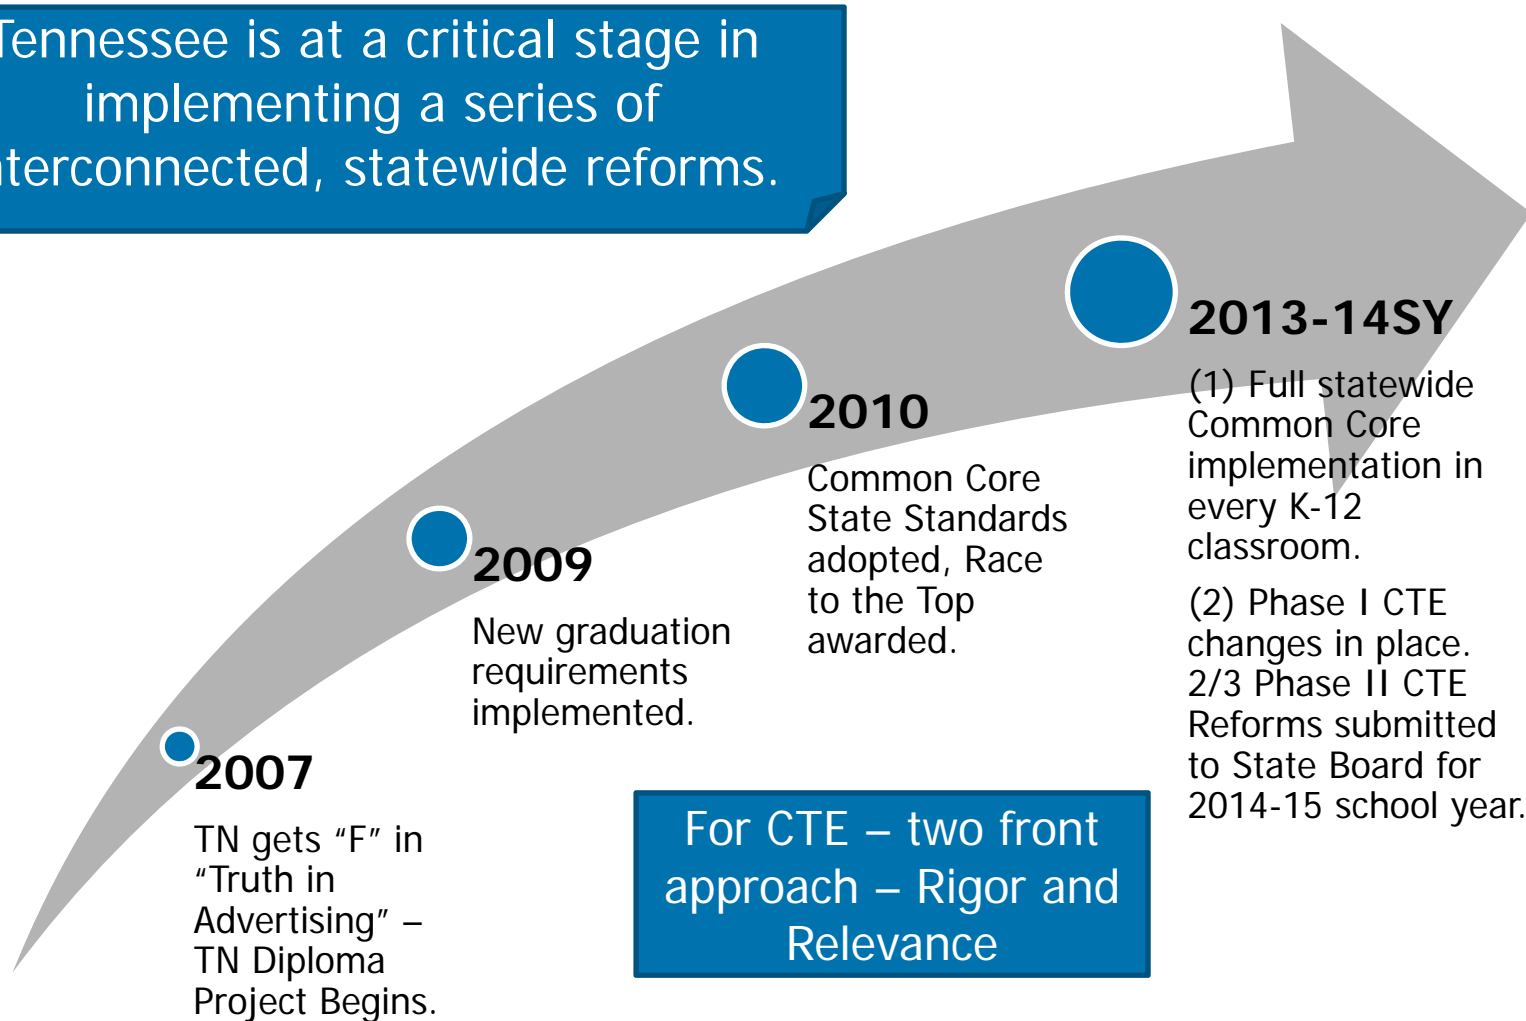 Tennessee is at a critical stage in
implementing a series of
interconnected, statewide reforms.
2013-14SY
(1) Full statewide
Common Core
implementation in
every K-12
classroom.
(2) Phase I CTE
changes in place.
2/3 Phase II CTE
Reforms submitted
to State Board for
2014-15 school year.
2010
Common Core
State Standards
adopted, Race
to the Top
awarded.
2009
New graduation
requirements
implemented.
2007
TN gets “F” in
“Truth in
Advertising” –
TN Diploma
Project Begins.
For CTE – two front
approach – Rigor and
Relevance